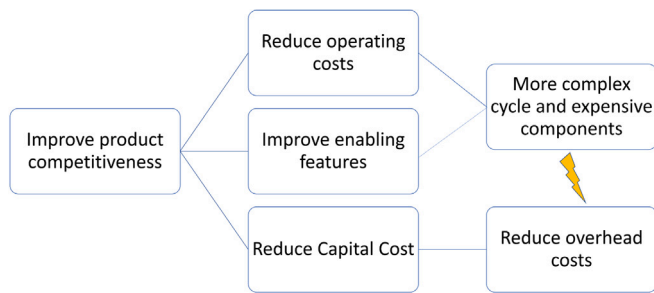 Improve product
competitiveness
Reduce operating
costs
Improve enabling
features
Reduce Capital Cost
More complex
cycle and expensive
components
Reduce overhead
costs